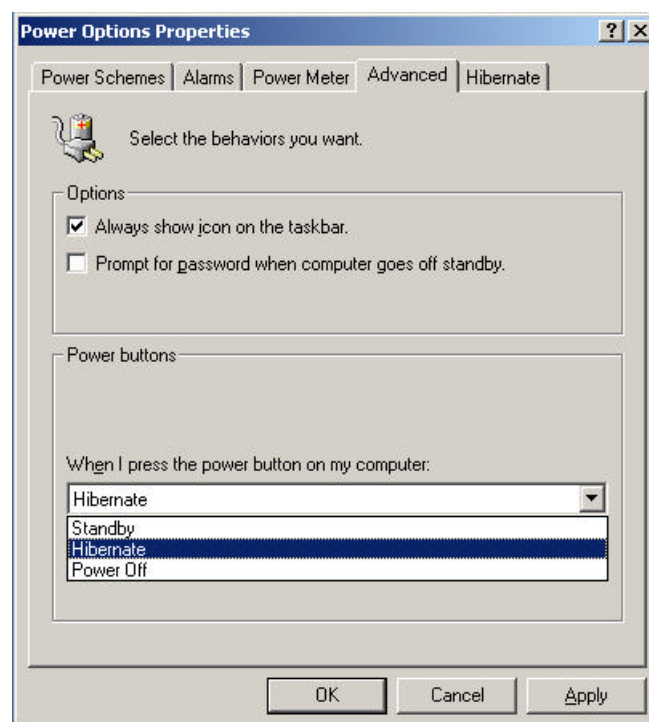 Power Options Properties
Power Schemes Alarms Power Meter Advanced Hibernate
Select the behaviors you want.
Options
Always show icon on the taskbar.
Prompt for password when computer goes off standby.
Power buttons
When I press the power button on my computer:
Hibernate
Standby
Hibernate
Power Off
OK Cancel Apply